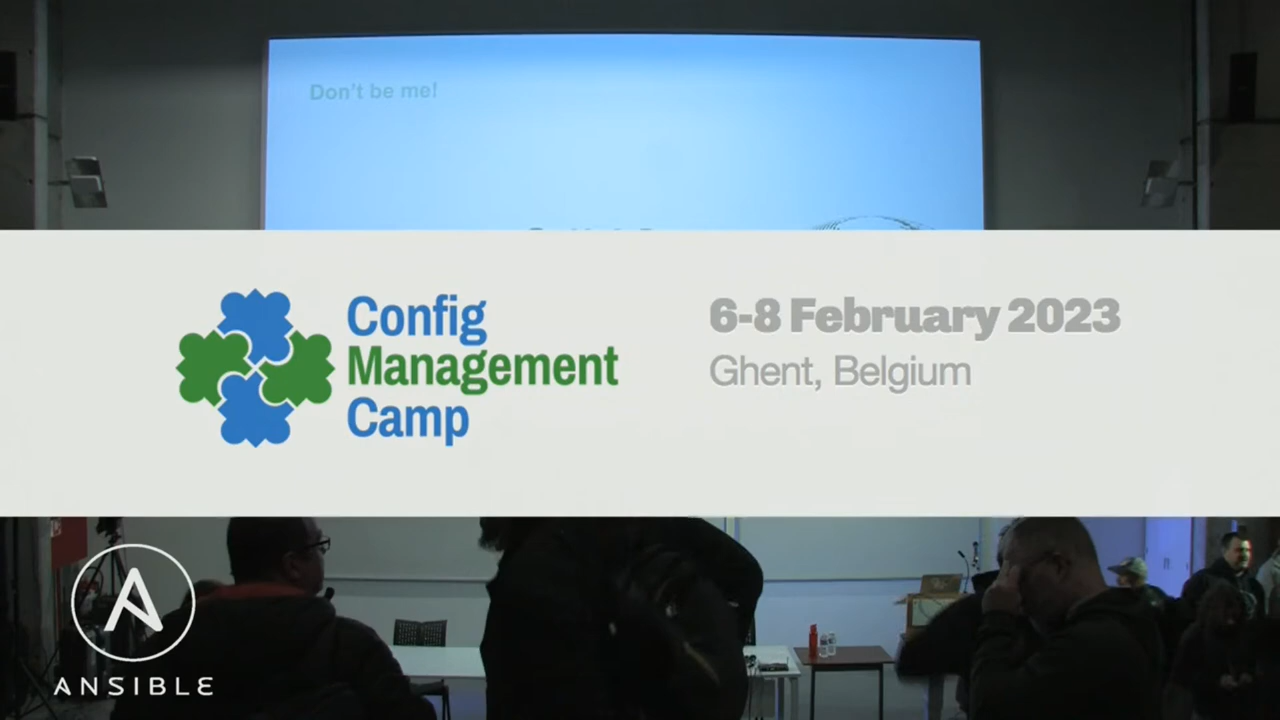 Don't be me!
Config
Management
Camp
6-8 February 2023
Ghent, Belgium
ANSIBLE